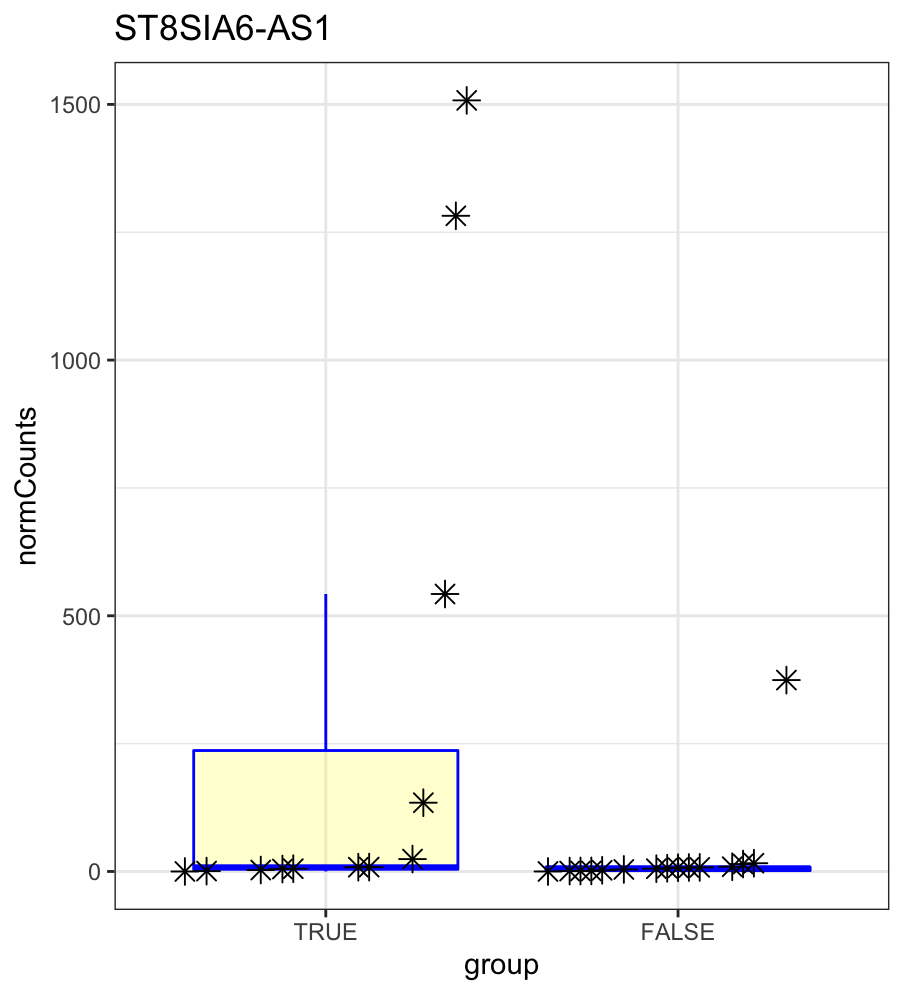 ST8SIA6-AS1
1500
1000
500
0
normCounts
TRUE
FALSE
group